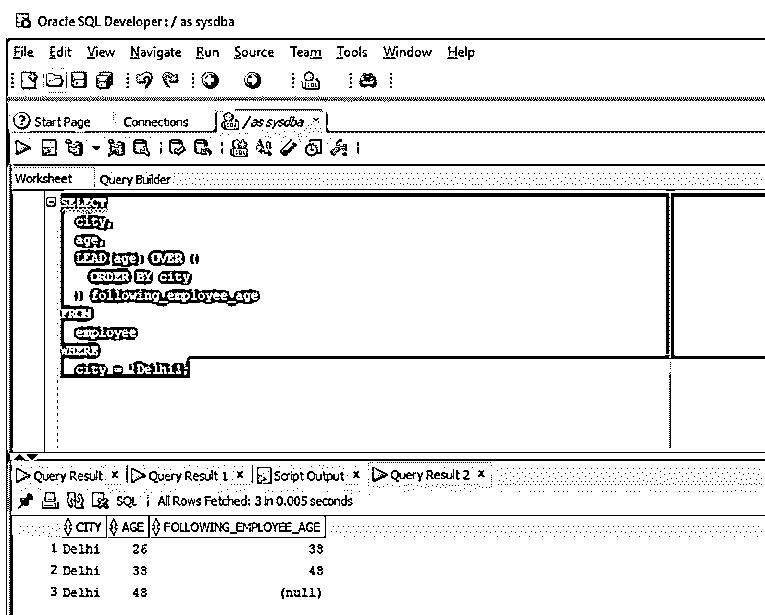 Oracle SQL Developer : / as sysdba
File Edit View Navigate Run Source Team Tools Window Help
Start Page Connections / as sysdba ×
Worksheet Query Builder
SELECT
city,
age,
LEAD (age) OVER (
ORDER BY city
) following_employee_age
FROM
employee
WHERE
city = 'Delhi';
Query Result × Query Result 1 × Script Output × Query Result 2 ×
SQL | All Rows Fetched: 3 in 0.005 seconds
CITY AGE FOLLOWING_EMPLOYEE_AGE
1 Delhi 26 38
2 Delhi 38 48
3 Delhi 48 (null)